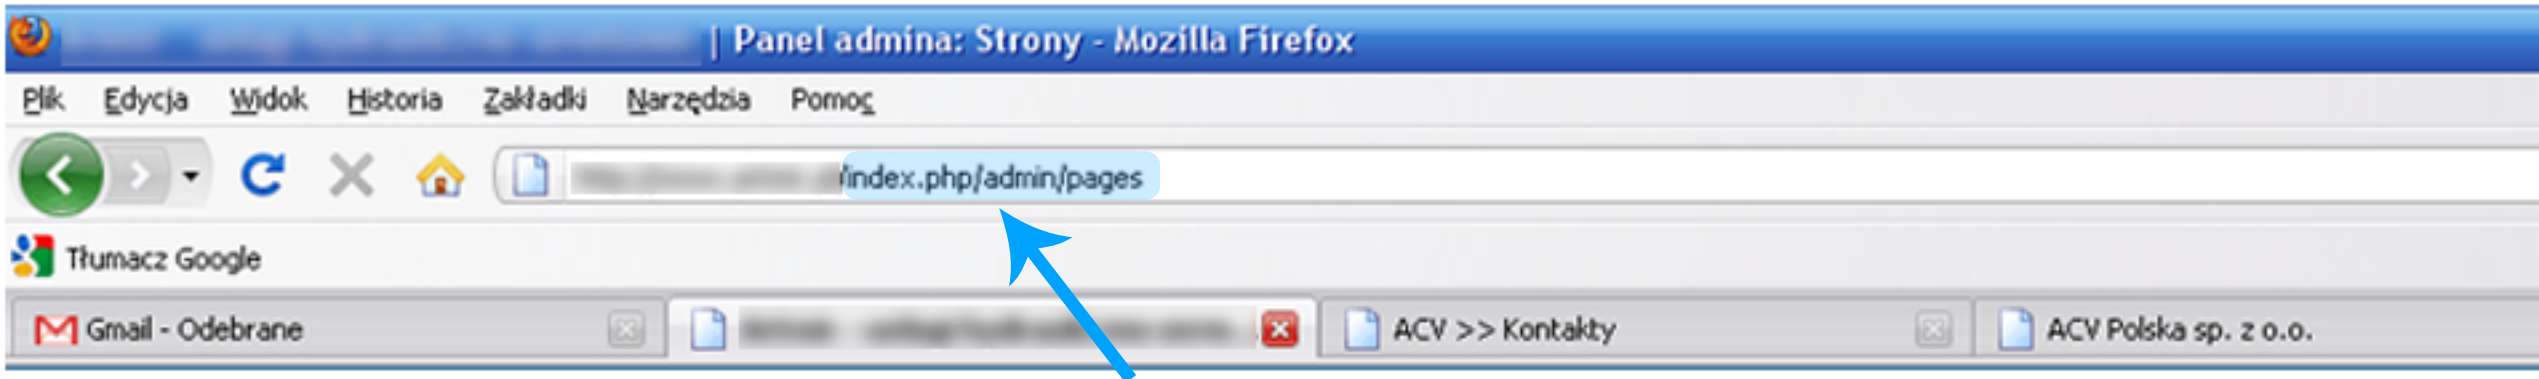 | Panel admina: Strony - Mozilla Firefox
Plik Edycja Widok Historia Zakładki Narzędzia Pomoc
/index.php/admin/pages
Tłumacz Google
Gmail - Odebrane ACV >> Kontakty ACV Polska sp. z o.o.